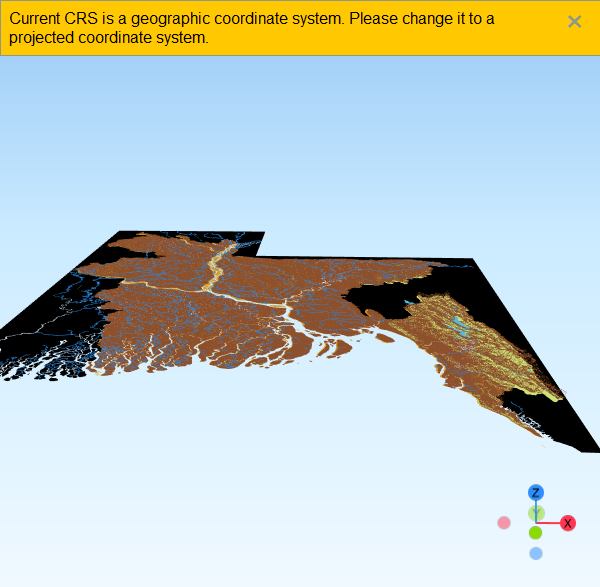 Current CRS is a geographic coordinate system. Please change it to a
projected coordinate system.
×
Z
Y
X